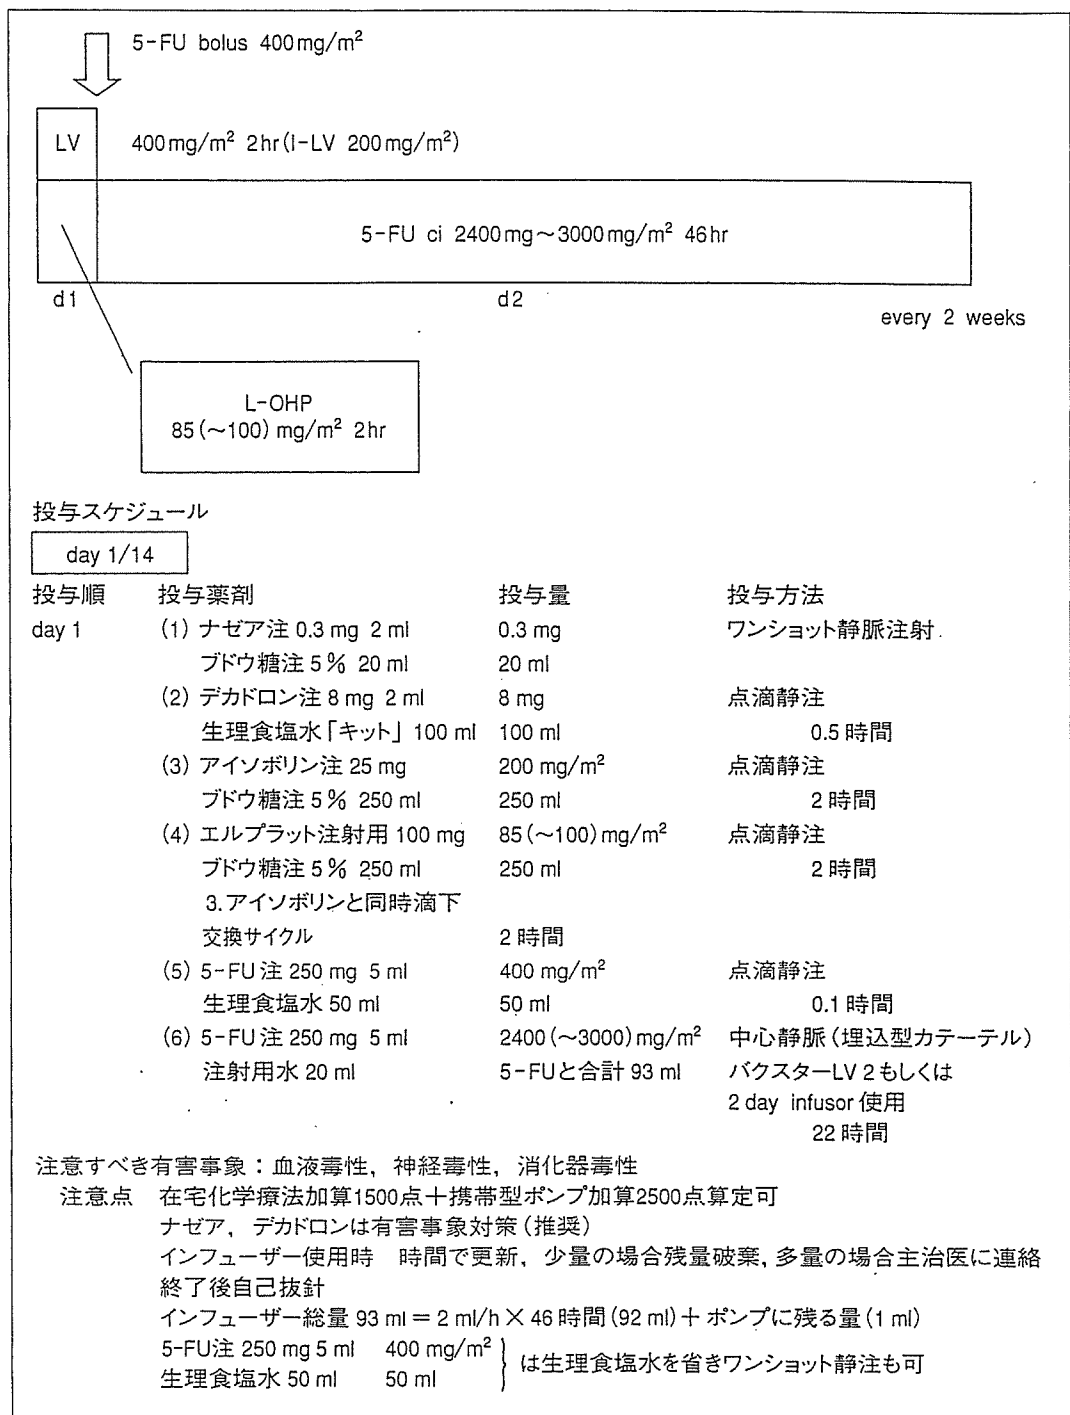 5-FU bolus 400mg/m²
LV 400mg/m² 2hr(l-LV 200mg/m²)
5-FU ci 2400mg～3000mg/m² 46hr
d1 d2
every 2 weeks
L-OHP
85(～100)mg/m² 2hr
投与スケジュール
day 1/14
投与順 投与薬剤 投与量 投与方法
day 1 (1) ナゼア注 0.3 mg 2 ml 0.3 mg ワンショット静脈注射
ブドウ糖注 5% 20 ml 20 ml
(2) デカドロン注 8 mg 2 ml 8 mg 点滴静注
生理食塩水「キット」100 ml 100 ml 0.5 時間
(3) アイソボリン注 25 mg 200 mg/m² 点滴静注
ブドウ糖注 5% 250 ml 250 ml 2 時間
(4) エルプラット注射用 100 mg 85(～100)mg/m² 点滴静注
ブドウ糖注 5% 250 ml 250 ml 2 時間
3.アイソボリンと同時滴下
交換サイクル 2 時間
(5) 5-FU注 250 mg 5 ml 400 mg/m² 点滴静注
生理食塩水 50 ml 50 ml 0.1 時間
(6) 5-FU注 250 mg 5 ml 2400(～3000)mg/m² 中心静脈(埋込型カテーテル)
注射用水 20 ml 5-FUと合計 93 ml バクスターLV 2もしくは
2 day infusor 使用
22 時間
注意すべき有害事象：血液毒性，神経毒性，消化器毒性
注意点 在宅化学療法加算1500点＋携帯型ポンプ加算2500点算定可
ナゼア，デカドロンは有害事象対策(推奨)
インフューザー使用時 時間で更新，少量の場合残量破棄，多量の場合主治医に連絡
終了後自己抜針
インフューザー総量 93 ml = 2 ml/h × 46 時間(92 ml)＋ポンプに残る量(1 ml)
5-FU注 250 mg 5 ml 400 mg/m²
生理食塩水 50 ml 50 ml
は生理食塩水を省きワンショット静注も可